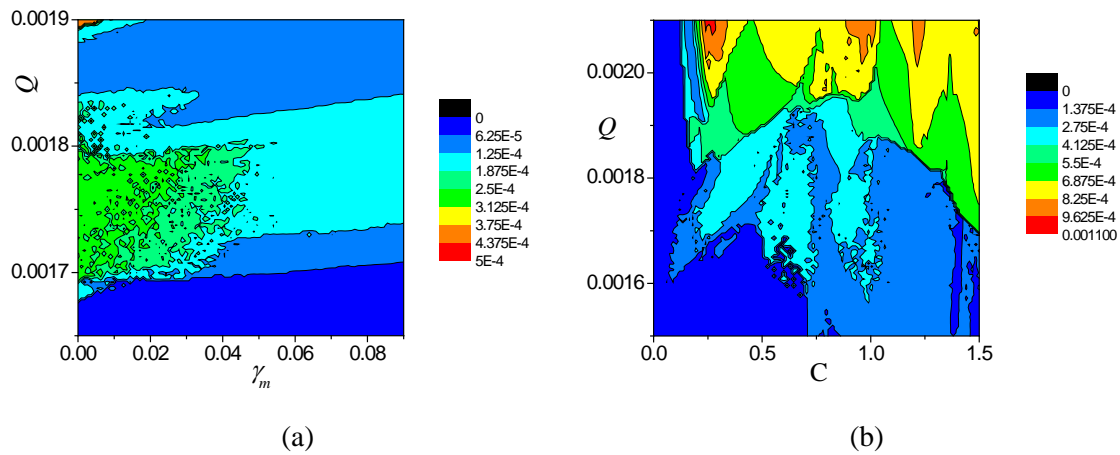 0.0019
0.0018
0.0017
Q
0.00
0.02
0.04
0.06
0.08
γm
0
6.25E-5
1.25E-4
1.875E-4
2.5E-4
3.125E-4
3.75E-4
4.375E-4
5E-4
(a)
0.0020
0.0018
0.0016
Q
0.0
0.5
1.0
1.5
C
0
1.375E-4
2.75E-4
4.125E-4
5.5E-4
6.875E-4
8.25E-4
9.625E-4
0.001100
(b)